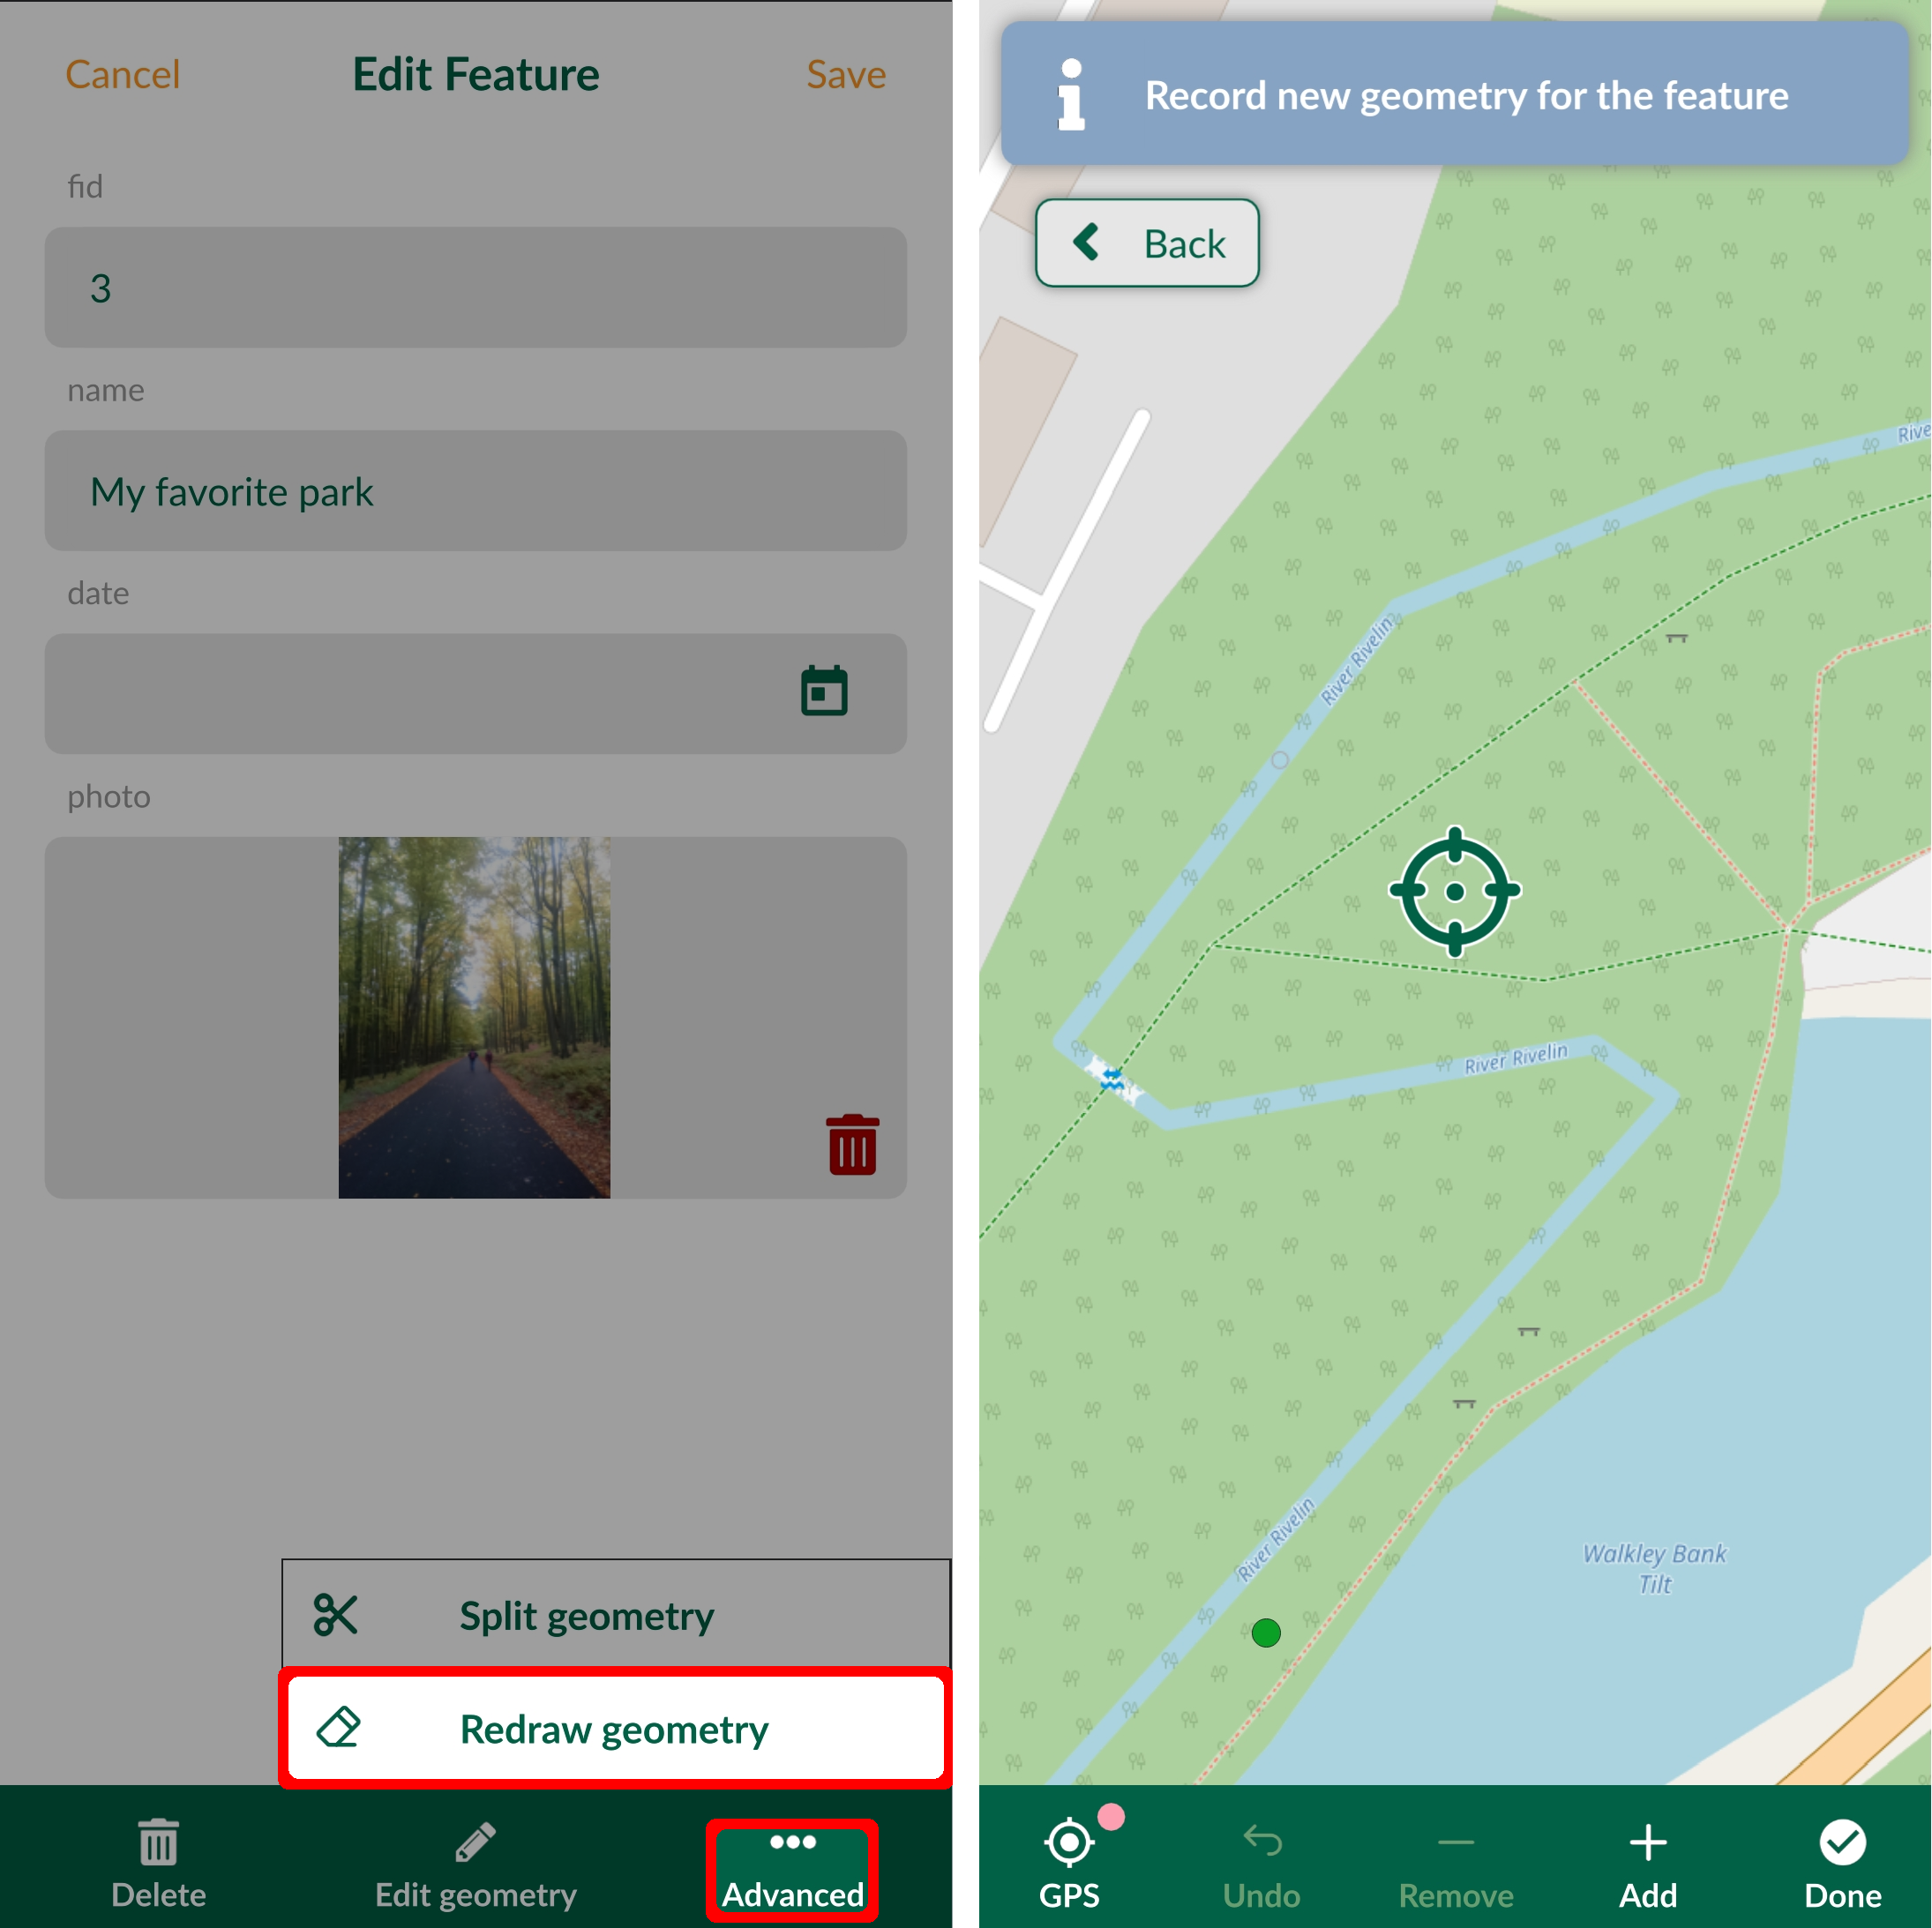 Cancel
Edit Feature
Save
fid
3
name
My favorite park
date
photo
Split geometry
Redraw geometry
Delete
Edit geometry
Advanced
Record new geometry for the feature
Back
Rive
River Rivelin
River Rivelin
River Rivelin
Walkley Bank
Tilt
GPS
Undo
Remove
Add
Done